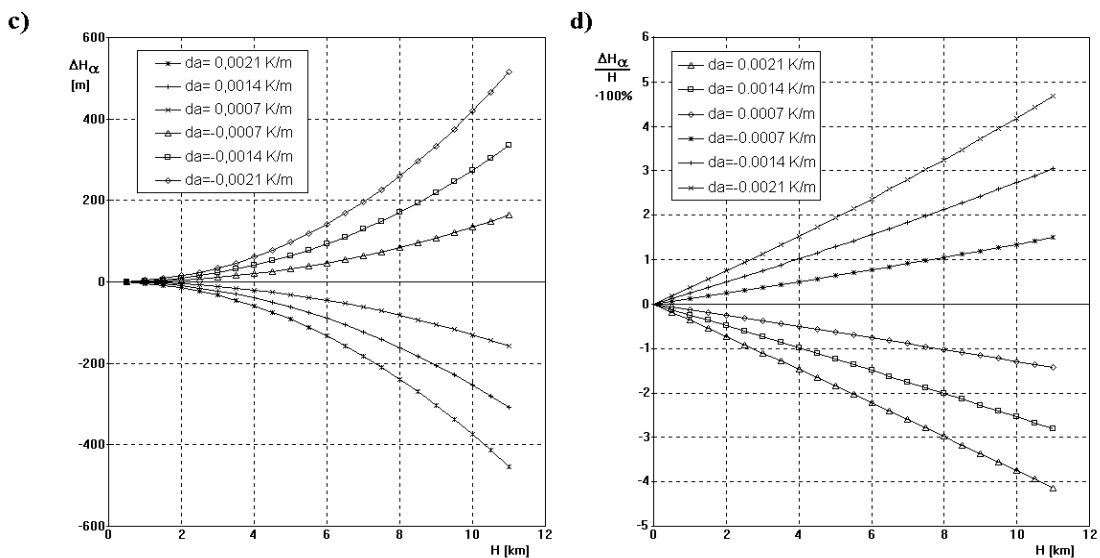 c)
600
400
200
0
-200
-400
-600
ΔHα
[m]
da= 0,0021 K/m
da= 0,0014 K/m
da= 0,0007 K/m
da=-0,0007 K/m
da=-0,0014 K/m
da=-0,0021 K/m
0 2 4 6 8 10 12
H [km]
d)
6
5
4
3
2
1
0
-1
-2
-3
-4
-5
ΔHα
H
·100%
da= 0.0021 K/m
da= 0.0014 K/m
da= 0.0007 K/m
da=-0.0007 K/m
da=-0.0014 K/m
da=-0.0021 K/m
0 2 4 6 8 10 12
H [km]